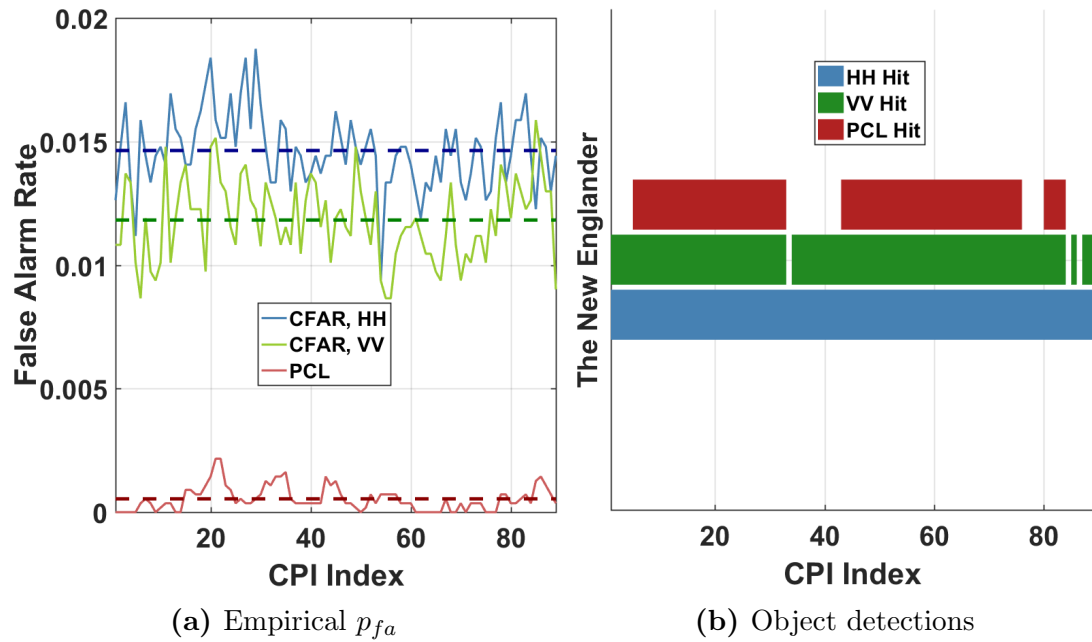 0.02
0.015
0.01
0.005
0
False Alarm Rate
CFAR, HH
CFAR, VV
PCL
20
40
60
80
CPI Index
(a) Empirical p_{fa}
The New Englander
HH Hit
VV Hit
PCL Hit
20
40
60
80
CPI Index
(b) Object detections